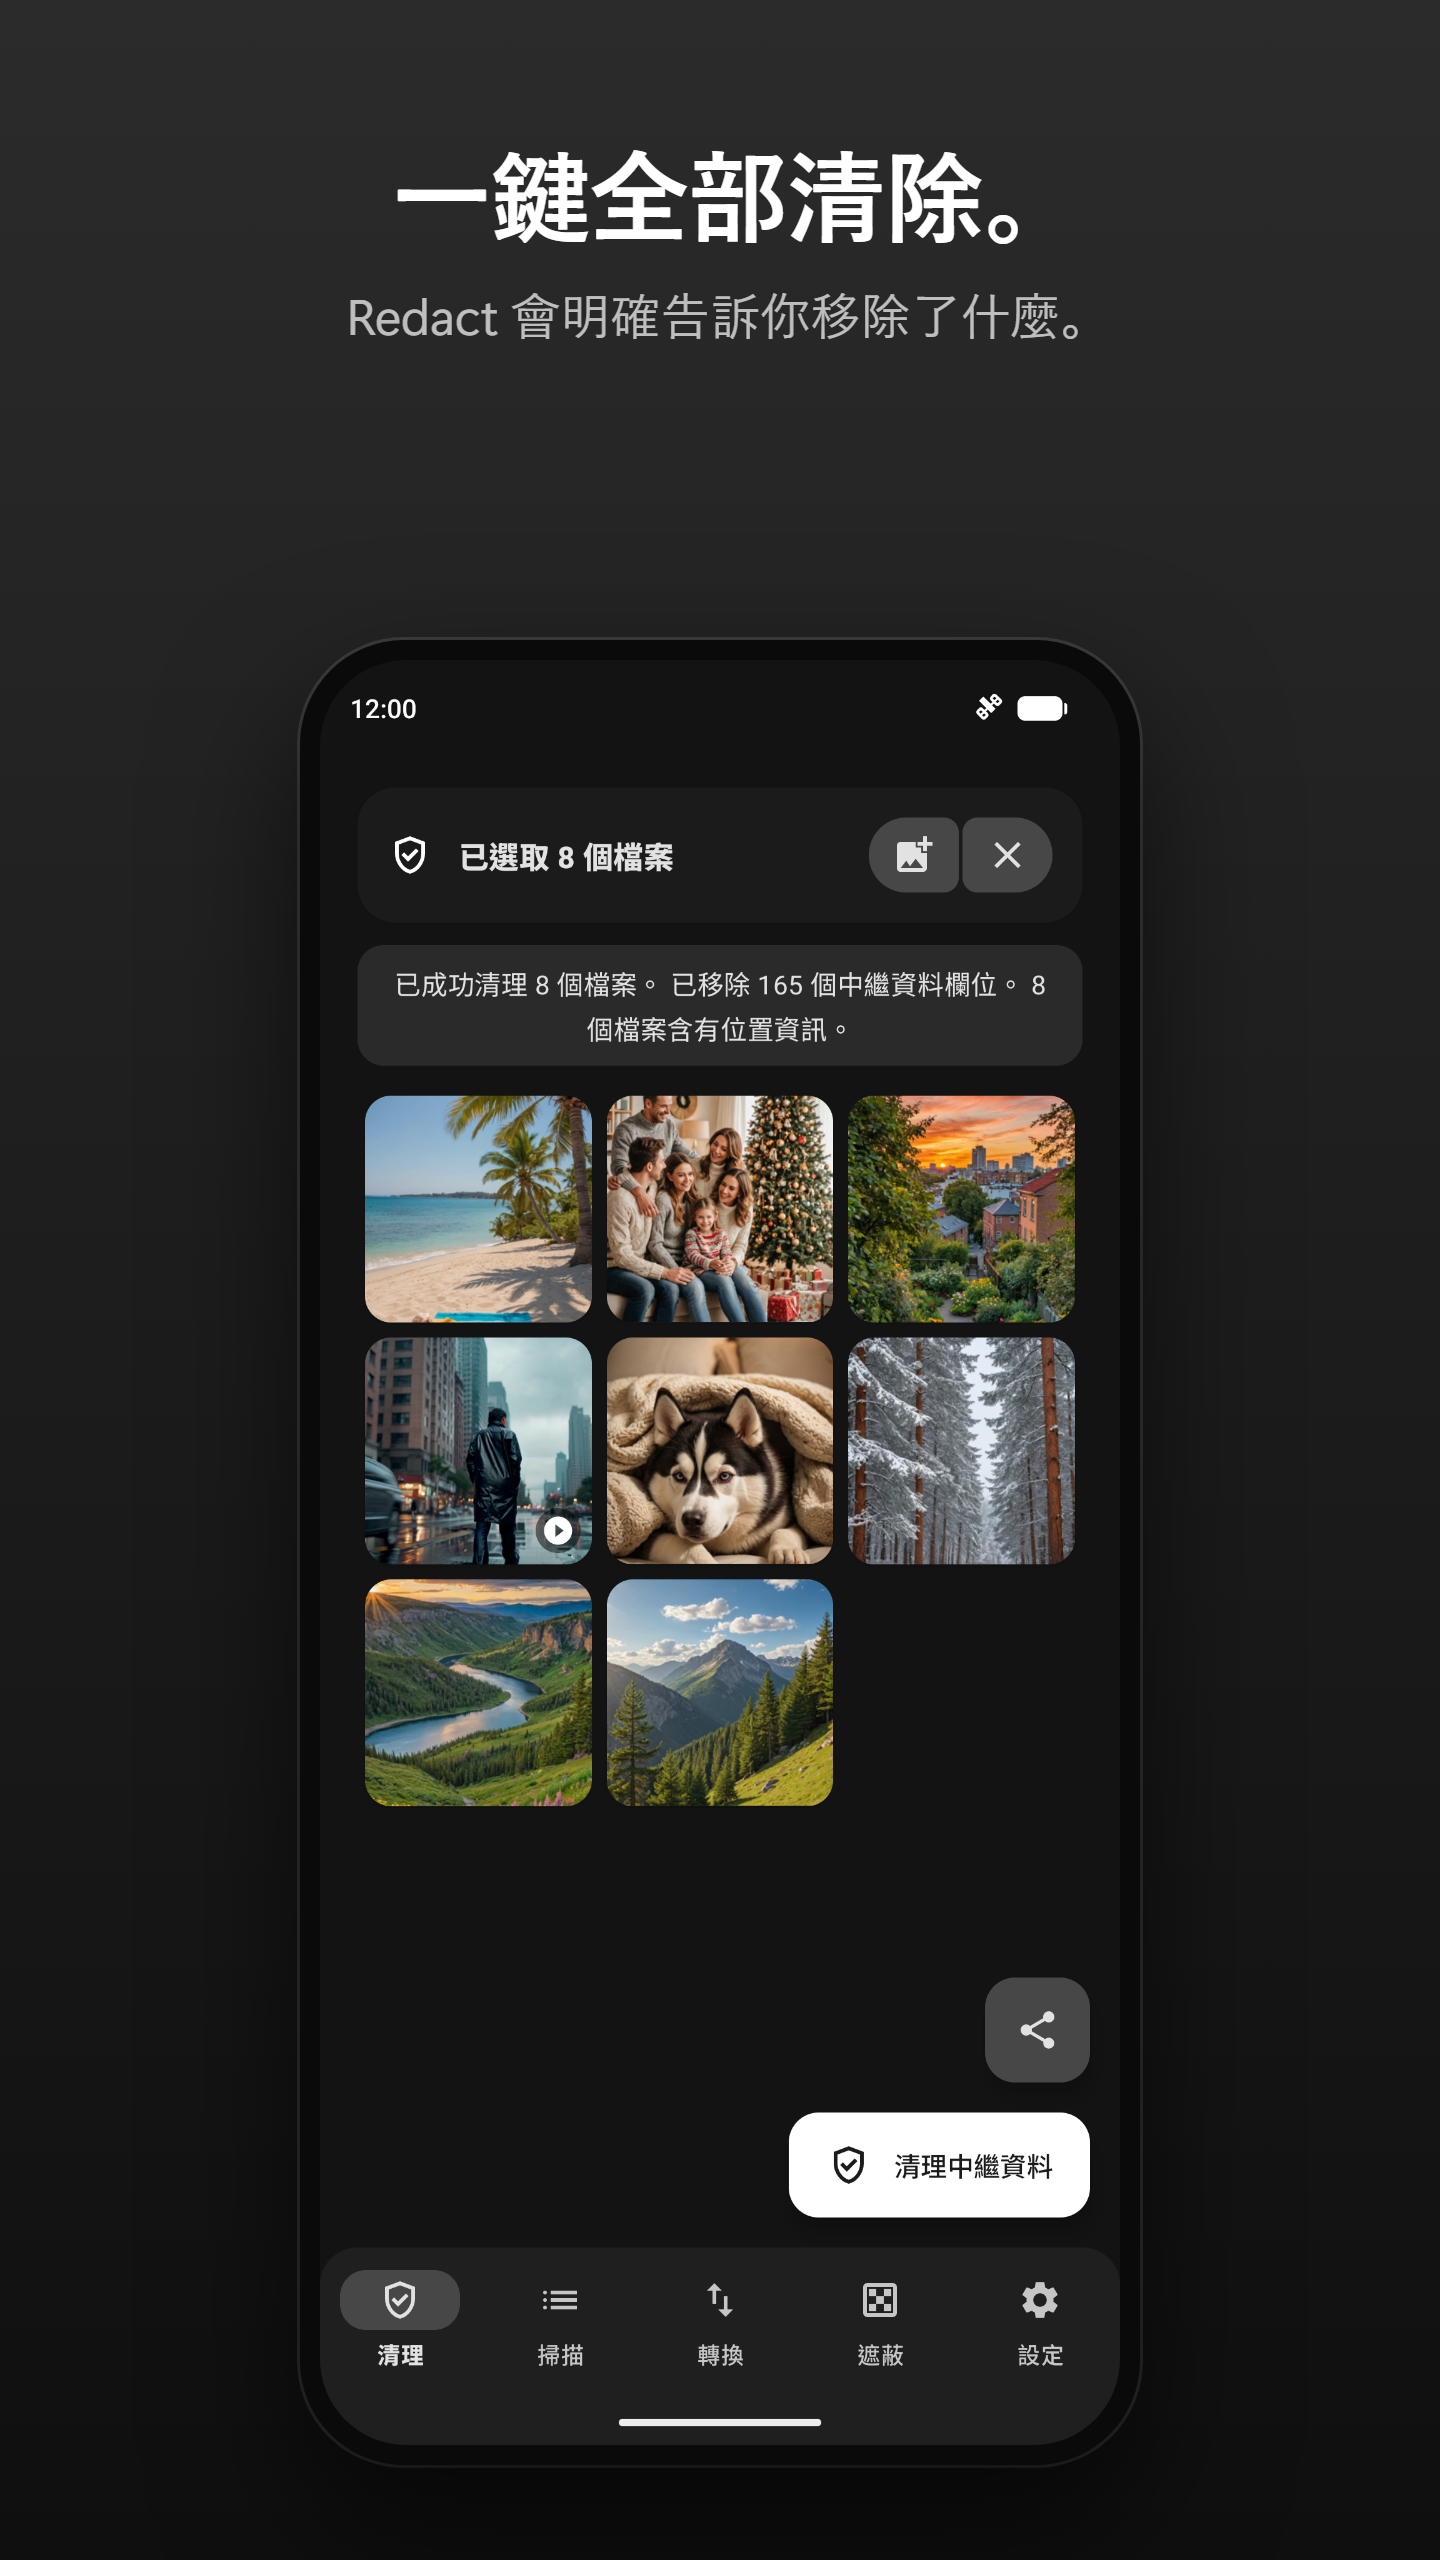 一鍵全部清除。
Redact 會明確告訴你移除了什麼。
12:00
已選取 8 個檔案
已成功清理 8 個檔案。 已移除 165 個中繼資料欄位。 8
個檔案含有位置資訊。
清理中繼資料
清理
掃描
轉換
遮蔽
設定